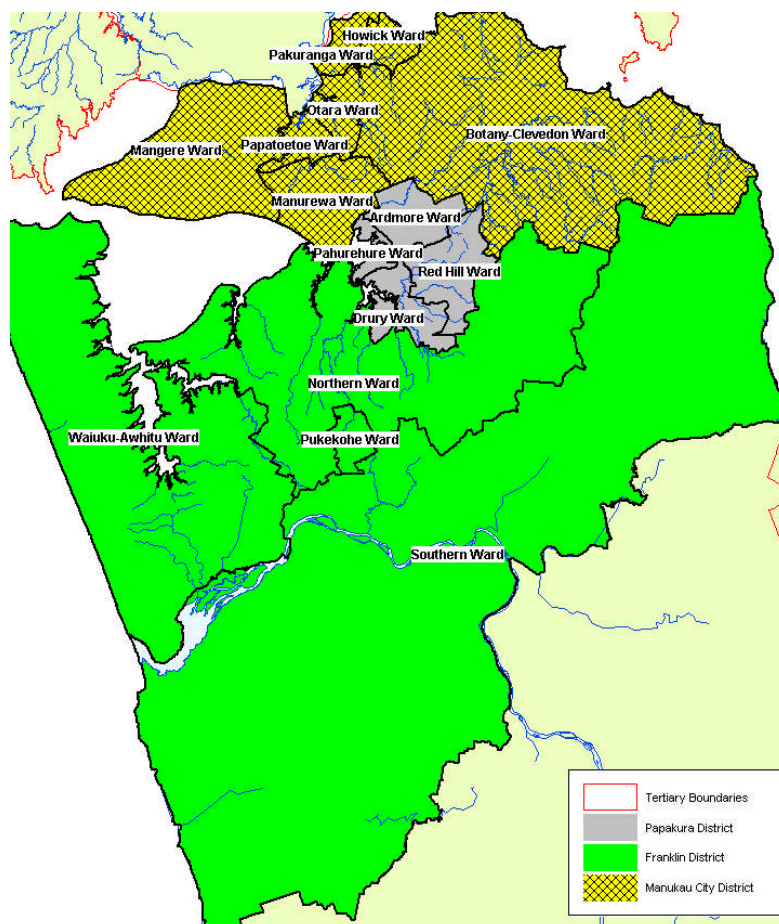 Howick Ward
Pakuranga Ward
Otara Ward
Botany-Clevedon Ward
Mangere Ward
Papatoetoe Ward
Manurewa Ward
Ardmore Ward
Pahurehure Ward
Red Hill Ward
Drury Ward
Northern Ward
Waiuku-Awhitu Ward
Pukekohe Ward
Southern Ward
Tertiary Boundaries
Papakura District
Franklin District
Manukau City District